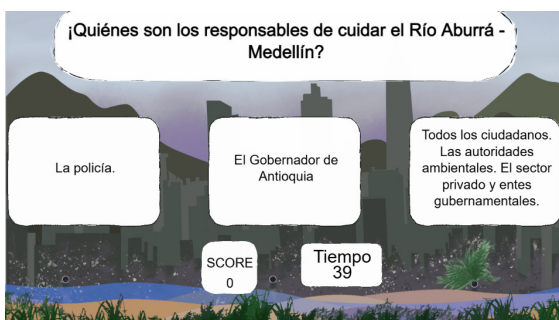 ¡Quiénes son los responsables de cuidar el Río Aburrá -
Medellín?
La policía.
El Gobernador de
Antioquia
Todos los ciudadanos.
Las autoridades
ambientales. El sector
privado y entes
gubernamentales.
SCORE
0
Tiempo
39